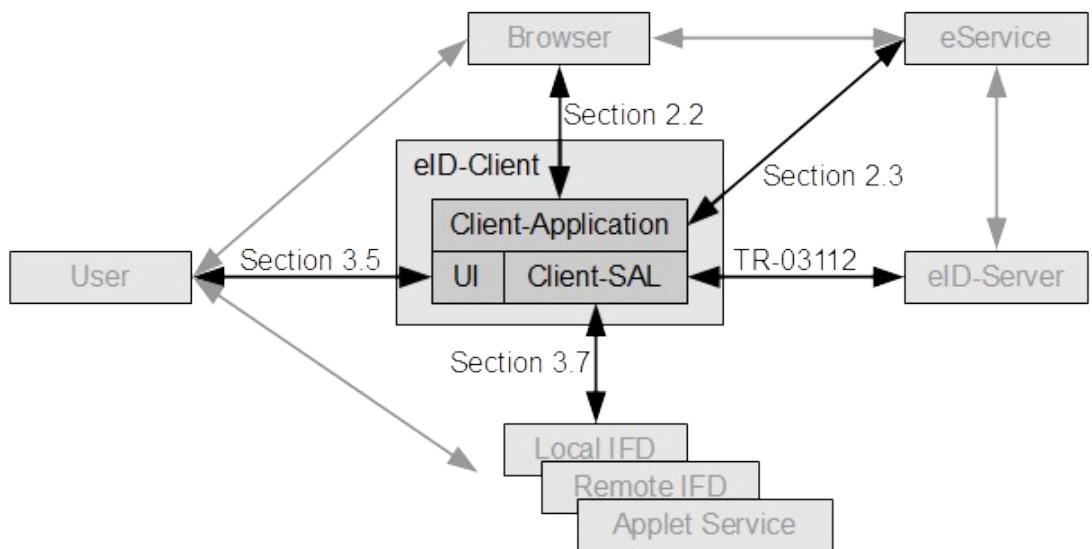 Browser
eService
Section 2.2
eID-Client
Section 2.3
Client-Application
User
Section 3.5
UI
Client-SAL
TR-03112
eID-Server
Section 3.7
Local IFD
Remote IFD
Applet Service